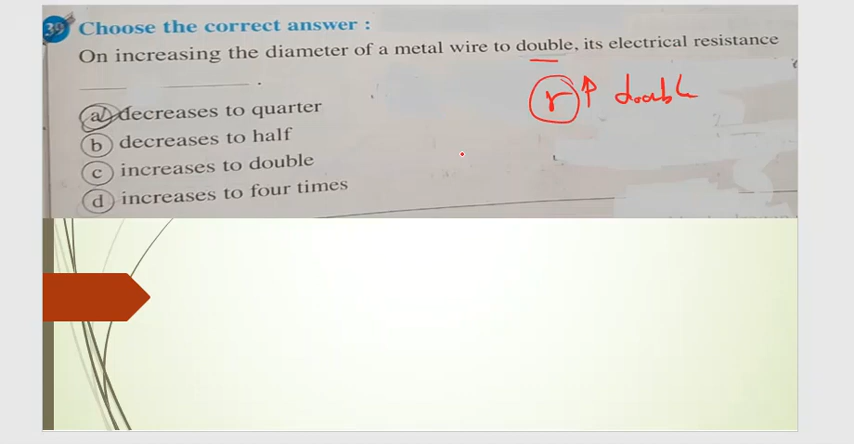 39 Choose the correct answer :
On increasing the diameter of a metal wire to double, its electrical resistance
.
r ↑ double
a decreases to quarter
b decreases to half
c increases to double
d increases to four times